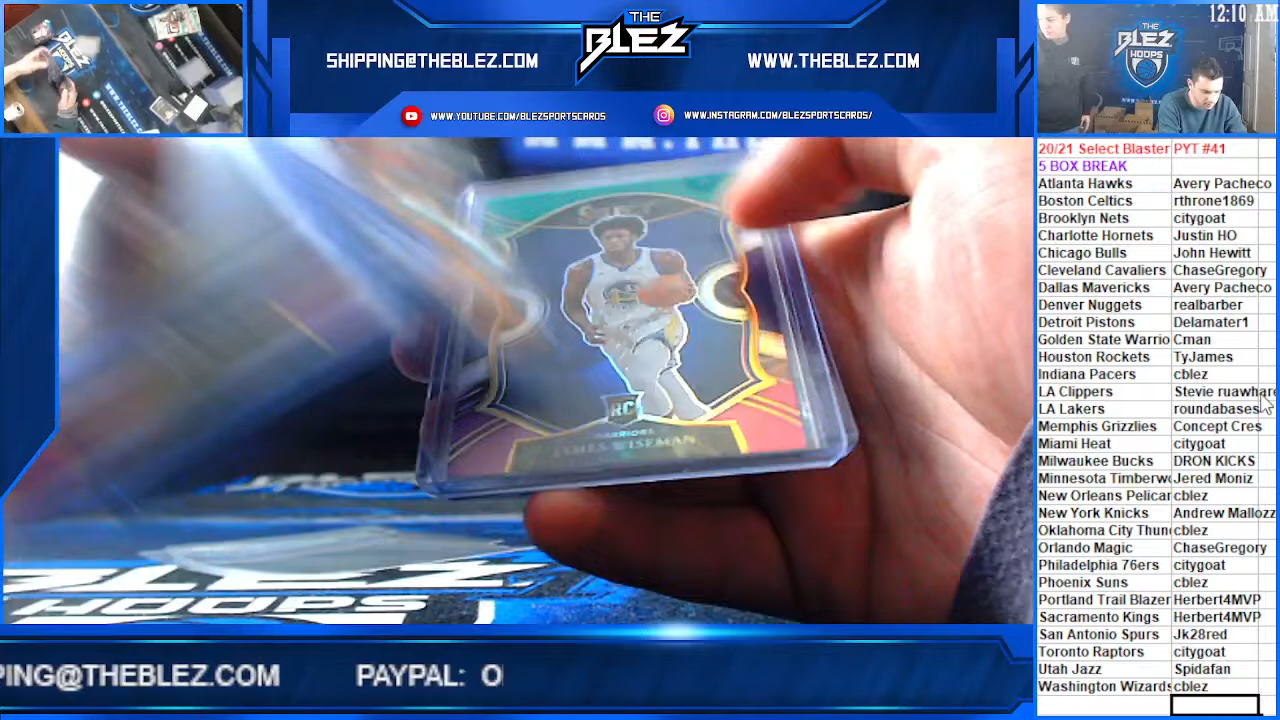 THE
BLEZ
SHIPPING@THEBLEZ.COM
WWW.THEBLEZ.COM
WWW.YOUTUBE.COM/BLEZSPORTSCARDS
WWW.INSTAGRAM.COM/BLEZSPORTSCARDS/
12:10 AM
THE
BLEZ
HOOPS
20/21 Select Blaster PYT #41
5 BOX BREAK
Atlanta Hawks Avery Pacheco
Boston Celtics rthrone1869
Brooklyn Nets citygoat
Charlotte Hornets Justin HO
Chicago Bulls John Hewitt
Cleveland Cavaliers ChaseGregory
Dallas Mavericks Avery Pacheco
Denver Nuggets realbarber
Detroit Pistons Delamater1
Golden State Warrio Cman
Houston Rockets TyJames
Indiana Pacers cblez
LA Clippers Stevie ruawhare
LA Lakers roundabases
Memphis Grizzlies Concept Cres
Miami Heat citygoat
Milwaukee Bucks DRON KICKS
Minnesota Timberw Jered Moniz
New Orleans Pelicar cblez
New York Knicks Andrew Mallozz
Oklahoma City Thun cblez
Orlando Magic ChaseGregory
Philadelphia 76ers citygoat
Phoenix Suns cblez
Portland Trail Blazer Herbert4MVP
Sacramento Kings Herbert4MVP
San Antonio Spurs Jk28red
Toronto Raptors citygoat
Utah Jazz Spidafan
Washington Wizards cblez
SELECT
RC
WARRIORS
JAMES WISEMAN
BLEZ
HOOPS
PING@THEBLEZ.COM PAYPAL: O